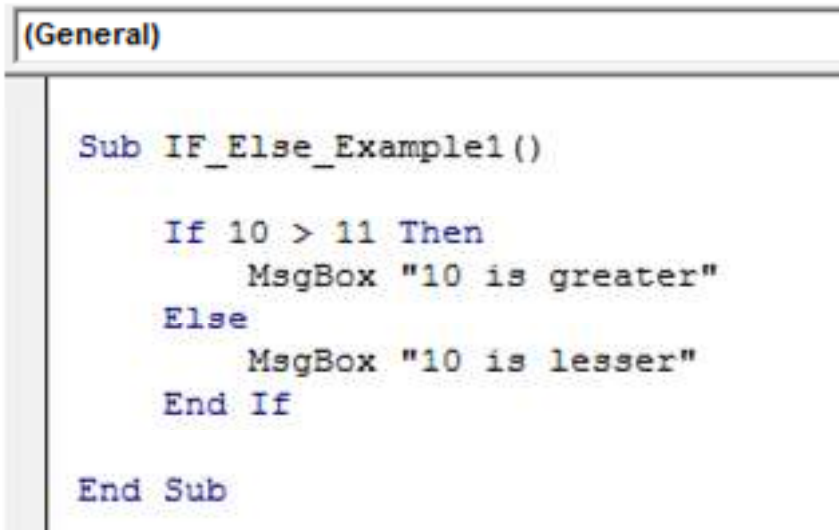 (General)
Sub IF_Else_Example1()
If 10 > 11 Then
MsgBox "10 is greater"
Else
MsgBox "10 is lesser"
End If
End Sub